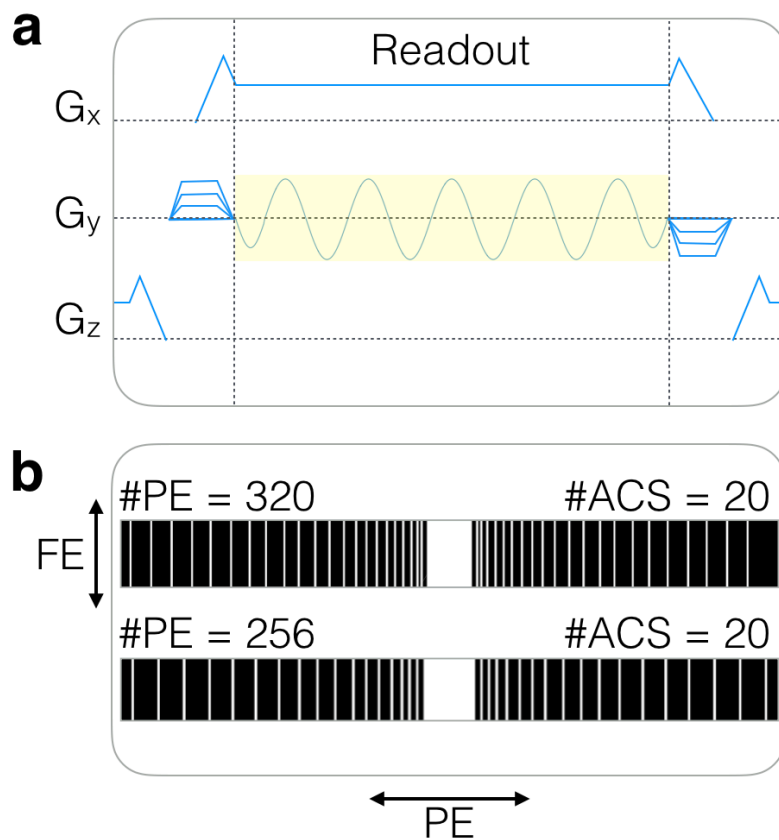 a
Readout
Gx
Gy
Gz
b
#PE = 320 #ACS = 20
FE
#PE = 256 #ACS = 20
PE